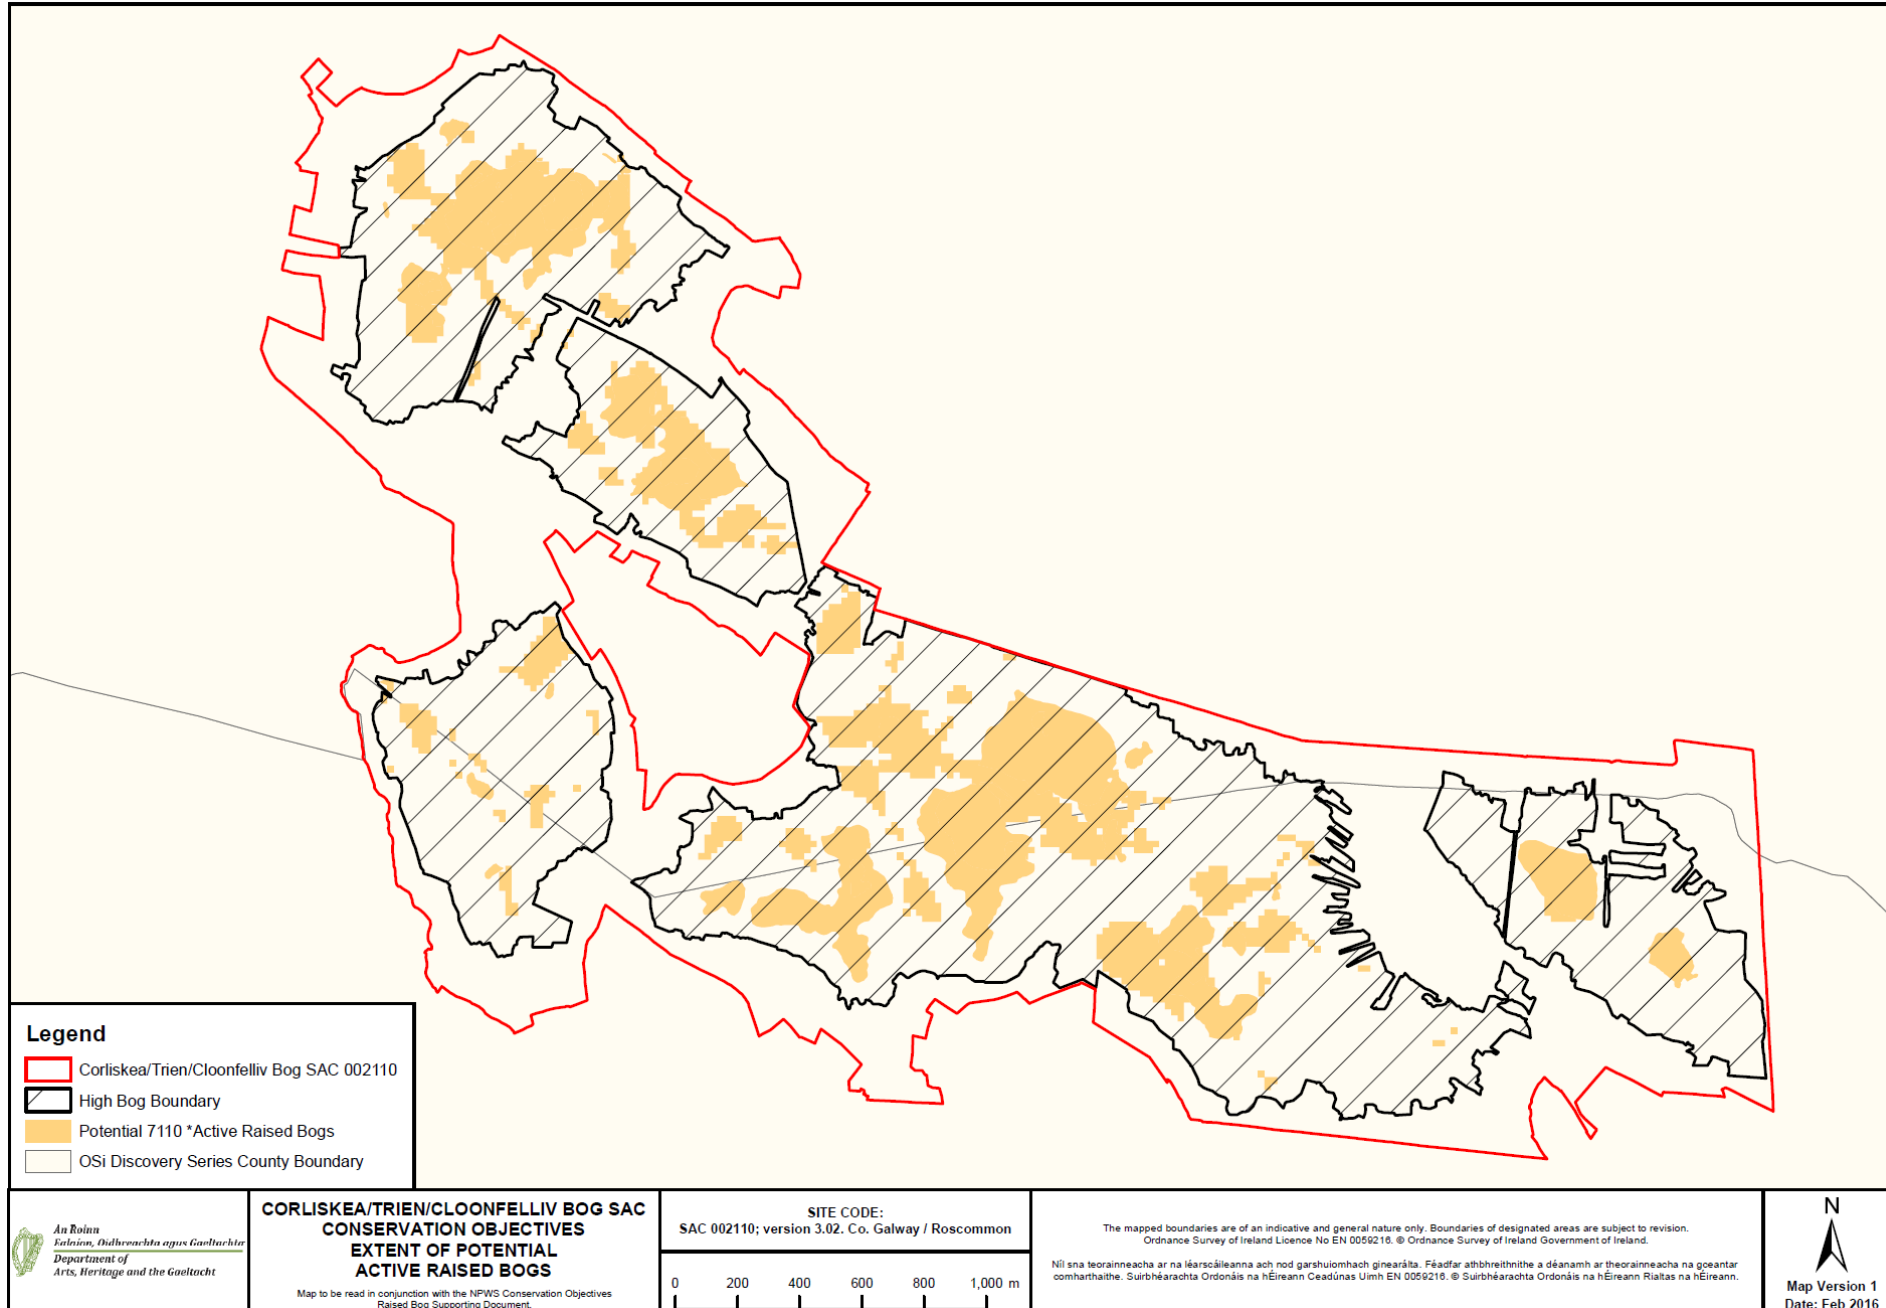 Legend
Corliskea/Trien/Cloonfelliv Bog SAC 002110
High Bog Boundary
Potential 7110 *Active Raised Bogs
OSi Discovery Series County Boundary
An Roinn
Ealaíon, Oidhreachta agus Gaeltachta
Department of
Arts, Heritage and the Gaeltacht
CORLISKEA/TRIEN/CLOONFELLIV BOG SAC
CONSERVATION OBJECTIVES
EXTENT OF POTENTIAL
ACTIVE RAISED BOGS
Map to be read in conjunction with the NPWS Conservation Objectives
Raised Bog Supporting Document.
SITE CODE:
SAC 002110; version 3.02. Co. Galway / Roscommon
0 200 400 600 800 1,000 m
The mapped boundaries are of an indicative and general nature only. Boundaries of designated areas are subject to revision.
Ordnance Survey of Ireland Licence No EN 0059216. © Ordnance Survey of Ireland Government of Ireland.
Níl sna teorainneacha ar na léarscáileanna ach nod garshuíomhach ginearálta. Féadfar athbhreithnithe a déanamh ar theorainneacha na gceantar
comharthaithe. Suirbhéarachta Ordonáis na hÉireann Ceadúnas Uimh EN 0059216. © Suirbhéarachta Ordonáis na hÉireann Rialtas na hÉireann.
N
Map Version 1
Date: Feb 2016